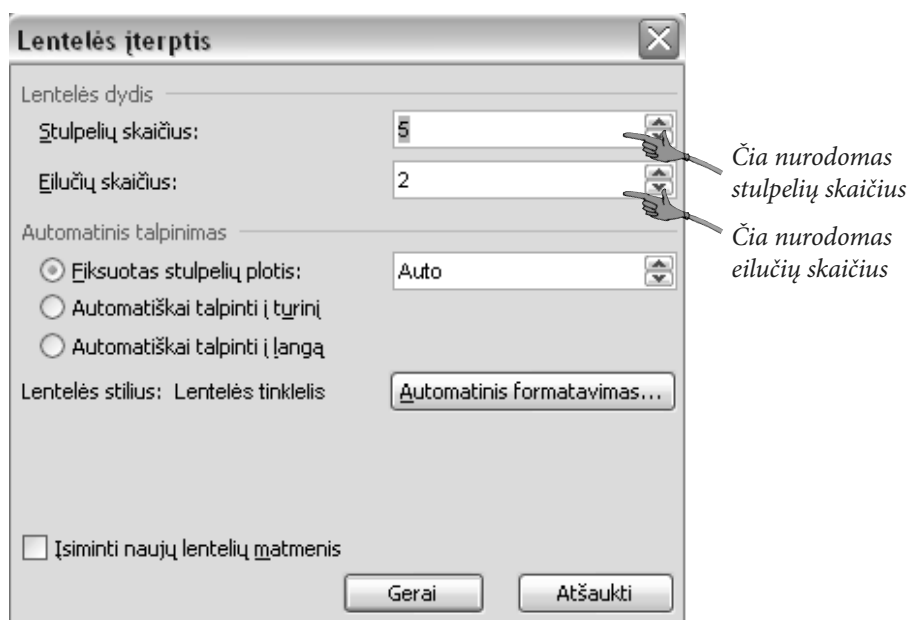 Lentelės įterptis
Lentelės dydis
Stulpelių skaičius:
5
Eilučių skaičius:
2
Čia nurodomas
stulpelių skaičius
Čia nurodomas
eilučių skaičius
Automatinis talpinimas
Fiksuotas stulpelių plotis:
Auto
Automatiškai talpinti į turinį
Automatiškai talpinti į langą
Lentelės stilius: Lentelės tinklelis
Automatinis formatavimas...
Įsiminti naujų lentelių matmenis
Gerai
Atšaukti